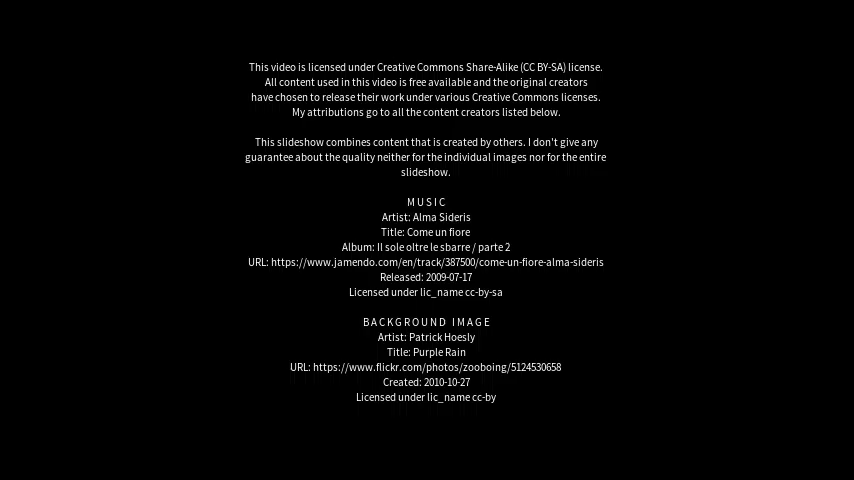 This video is licensed under Creative Commons Share-Alike (CC BY-SA) license.
All content used in this video is free available and the original creators
have chosen to release their work under various Creative Commons licenses.
My attributions go to all the content creators listed below.
This slideshow combines content that is created by others. I don't give any
guarantee about the quality neither for the individual images nor for the entire
slideshow.
MUSIC
Artist: Alma Sideris
Title: Come un fiore
Album: Il sole oltre le sbarre / parte 2
URL: https://www.jamendo.com/en/track/387500/come-un-fiore-alma-sideris
Released: 2009-07-17
Licensed under lic_name cc-by-sa
BACKGROUND IMAGE
Artist: Patrick Hoesly
Title: Purple Rain
URL: https://www.flickr.com/photos/zooboing/5124530658
Created: 2010-10-27
Licensed under lic_name cc-by